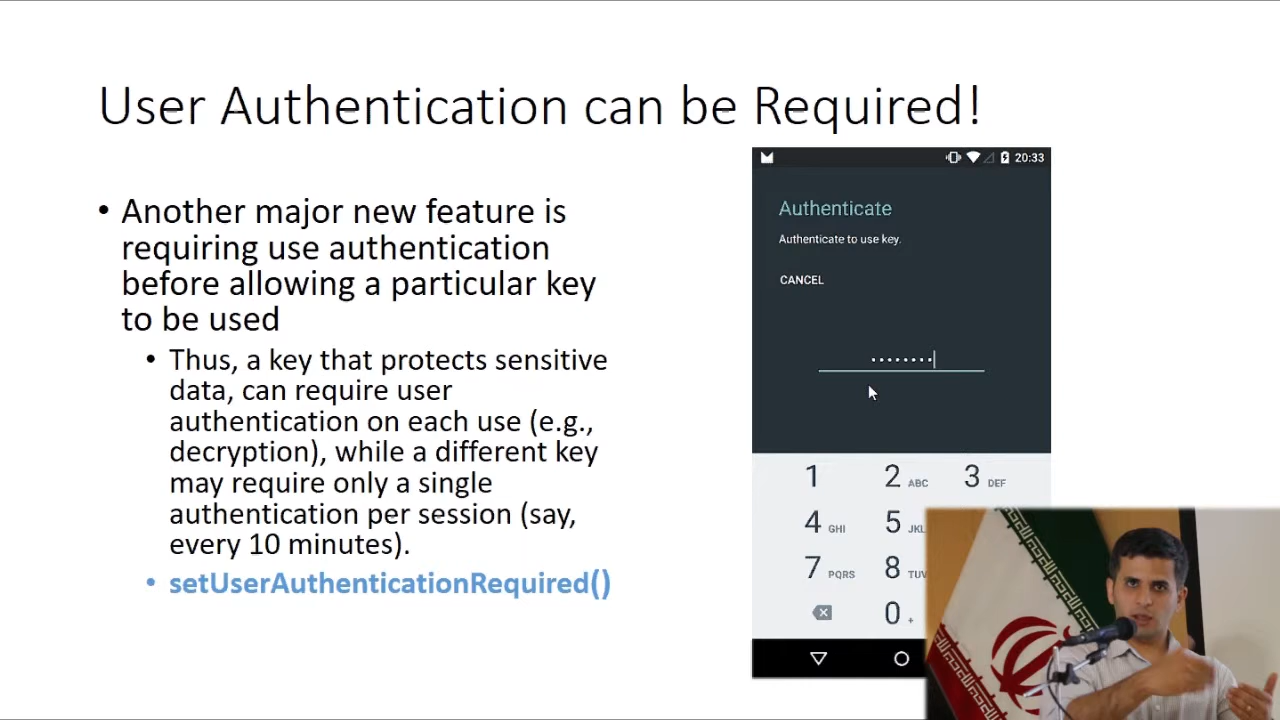 User Authentication can be Required!
• Another major new feature is
requiring use authentication
before allowing a particular key
to be used
• Thus, a key that protects sensitive
data, can require user
authentication on each use (e.g.,
decryption), while a different key
may require only a single
authentication per session (say,
every 10 minutes).
• setUserAuthenticationRequired()
20:33
Authenticate
Authenticate to use key.
CANCEL
1 2 ABC 3 DEF
4 GHI 5 JKL
7 PQRS 8 TUV
0 +